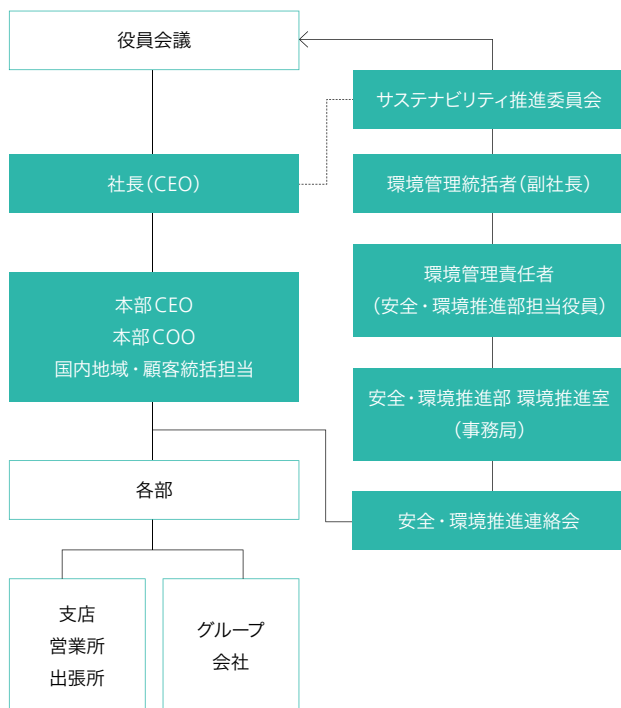 役員会議
サステナビリティ推進委員会
社長(CEO)
環境管理統括者(副社長)
環境管理責任者
(安全・環境推進部担当役員)
本部CEO
本部COO
国内地域・顧客統括担当
安全・環境推進部 環境推進室
(事務局)
各部
安全・環境推進連絡会
支店
営業所
出張所
グループ
会社